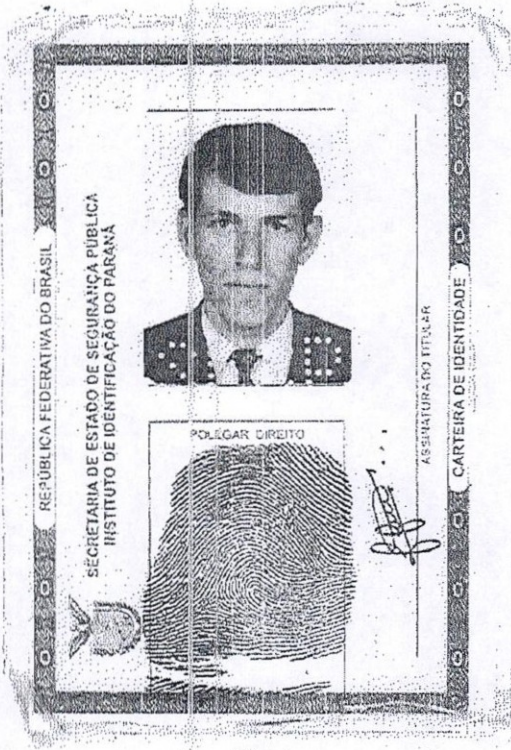 REPÚBLICA FEDERATIVA DO BRASIL
SECRETARIA DE ESTADO DE SEGURANÇA PÚBLICA
INSTITUTO DE IDENTIFICAÇÃO DO PARANÁ
POLEGAR DIREITO
ASSINATURA DO TITULAR
CARTEIRA DE IDENTIDADE